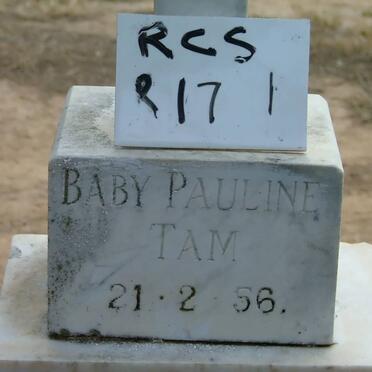 RCS
R17 1
BABY PAULINE
TAM
21·2·56.